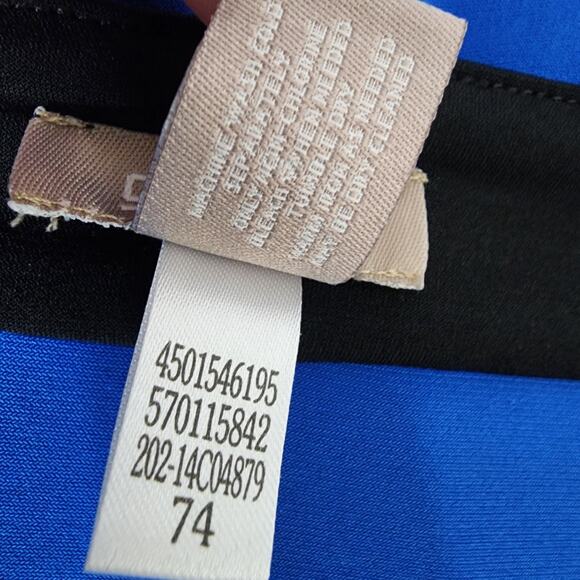 MACHINE WASH COLD
SEPARATELY
ONLY NON-CHLORINE
BLEACH WHEN NEEDED
TUMBLE DRY
WARM IRON AS NEEDED
MAY BE DRY CLEANED
4501546195
570115842
202-14C04879
74